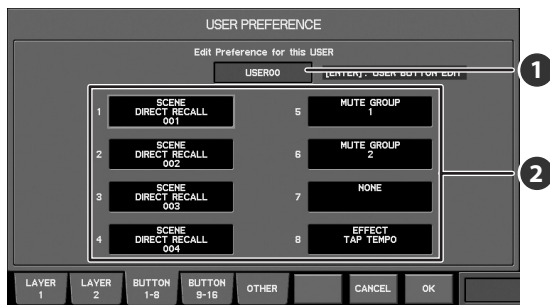 USER PREFERENCE
Edit Preference for this USER
USER00
[ENTER]: USER BUTTON EDIT
1
1
SCENE
DIRECT RECALL
001
5
MUTE GROUP
1
2
SCENE
DIRECT RECALL
002
6
MUTE GROUP
2
2
3
SCENE
DIRECT RECALL
003
7
NONE
4
SCENE
DIRECT RECALL
004
8
EFFECT
TAP TEMPO
LAYER
1
LAYER
2
BUTTON
1-8
BUTTON
9-16
OTHER
CANCEL
OK